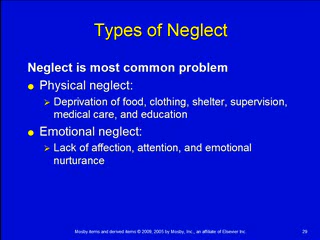 Types of Neglect
Neglect is most common problem
Physical neglect:
Deprivation of food, clothing, shelter, supervision,
medical care, and education
Emotional neglect:
Lack of affection, attention, and emotional
nurturance
Mosby items and derived items © 2009, 2005 by Mosby, Inc., an affiliate of Elsevier Inc.
29